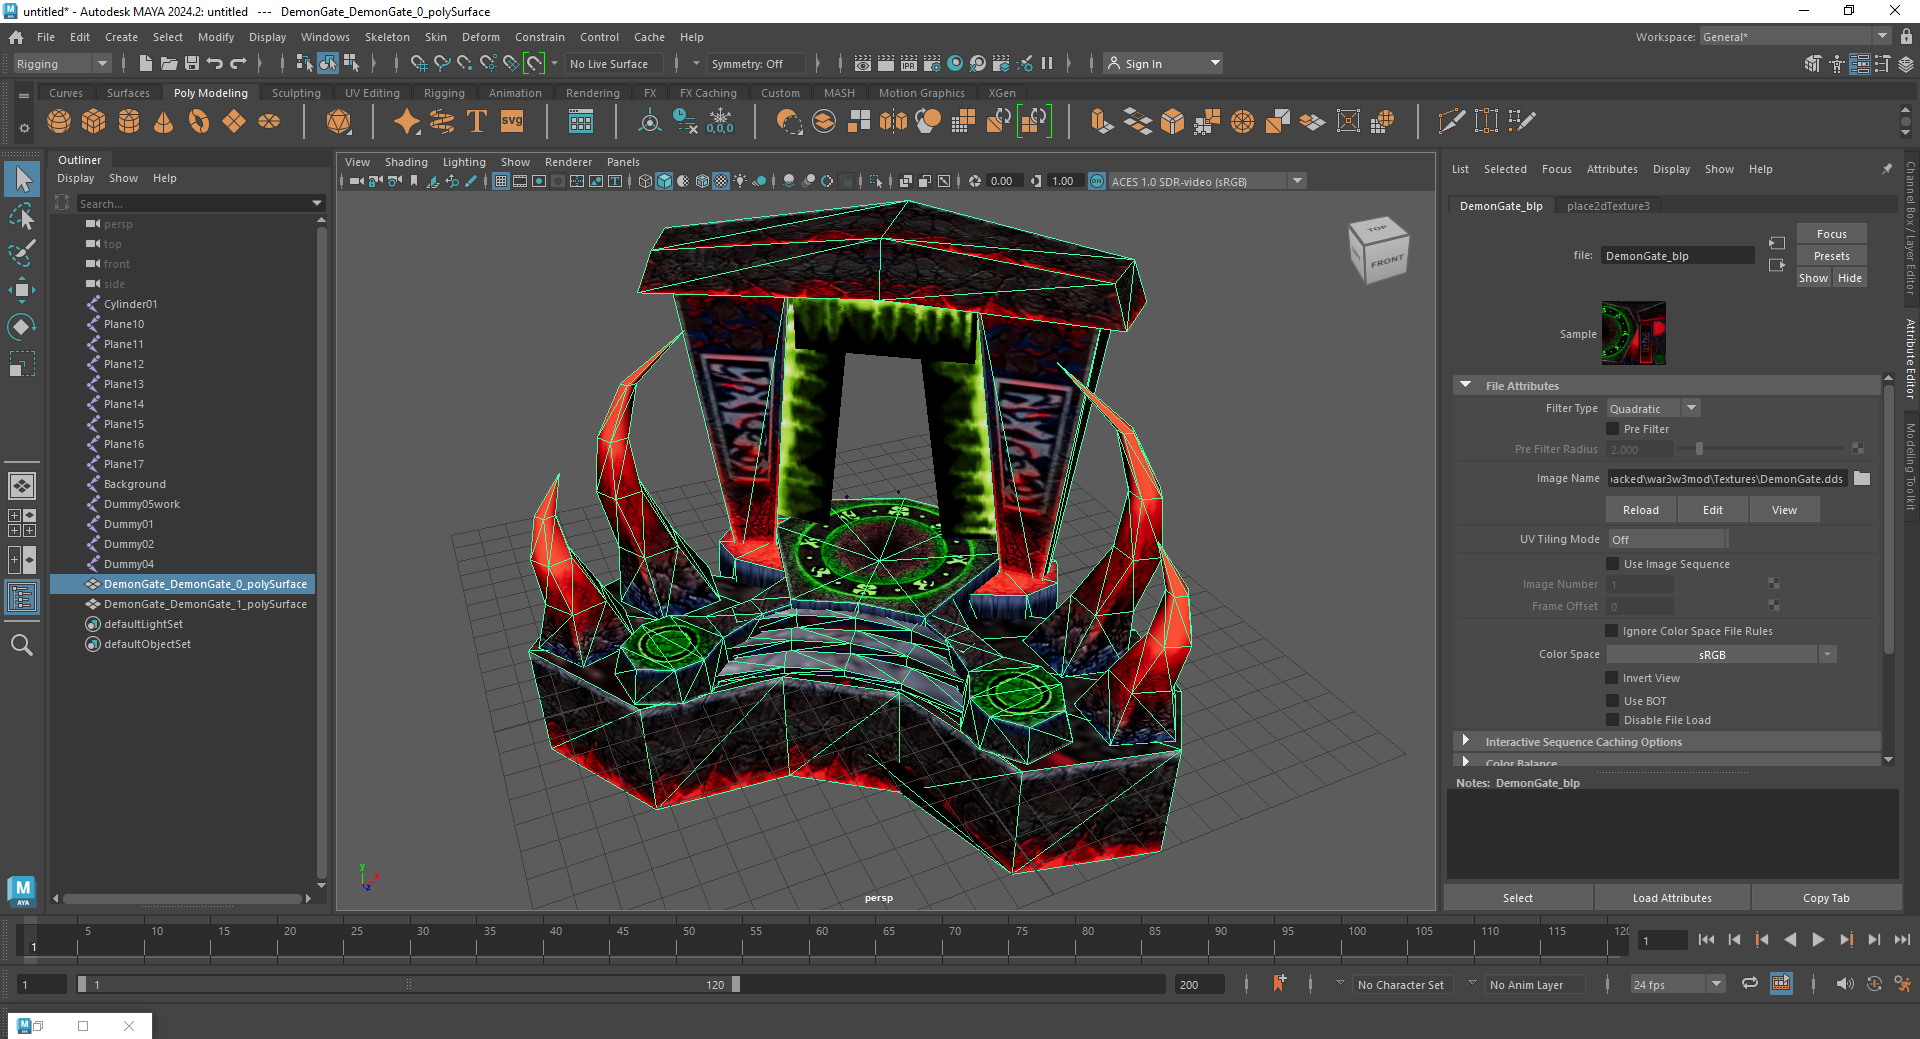 untitled* - Autodesk MAYA 2024.2: untitled   ---   DemonGate_DemonGate_0_polySurface
File Edit Create Select Modify Display Windows Skeleton Skin Deform Constrain Control Cache Help
Workspace: General*
Rigging
No Live Surface
Symmetry: Off
Sign In
Curves Surfaces Poly Modeling Sculpting UV Editing Rigging Animation Rendering FX FX Caching Custom MASH Motion Graphics XGen
IPR
T
svg
0,0,0
Outliner
Display Show Help
Search...
persp
top
front
side
Cylinder01
Plane10
Plane11
Plane12
Plane13
Plane14
Plane15
Plane16
Plane17
Background
Dummy05work
Dummy01
Dummy02
Dummy04
DemonGate_DemonGate_0_polySurface
DemonGate_DemonGate_1_polySurface
defaultLightSet
defaultObjectSet
View Shading Lighting Show Renderer Panels
0.00
1.00
ON
ACES 1.0 SDR-video (sRGB)
TOP
FRONT
y
x
z
persp
List Selected Focus Attributes Display Show Help
DemonGate_blp place2dTexture3
file: DemonGate_blp
Focus
Presets
Show Hide
Sample
File Attributes
Filter Type Quadratic
Pre Filter
Pre Filter Radius 2.000
Image Name acked\war3w3mod\Textures\DemonGate.dds
Reload Edit View
UV Tiling Mode Off
Use Image Sequence
Image Number 1
Frame Offset 0
Ignore Color Space File Rules
Color Space sRGB
Invert View
Use BOT
Disable File Load
Interactive Sequence Caching Options
Color Balance
Notes: DemonGate_blp
Select Load Attributes Copy Tab
Channel Box / Layer Editor
Attribute Editor
Modeling Toolkit
M
AYA
1
5 10 15 20 25 30 35 40 45 50 55 60 65 70 75 80 85 90 95 100 105 110 115 120
1
1
1
120
200
No Character Set
No Anim Layer
24 fps